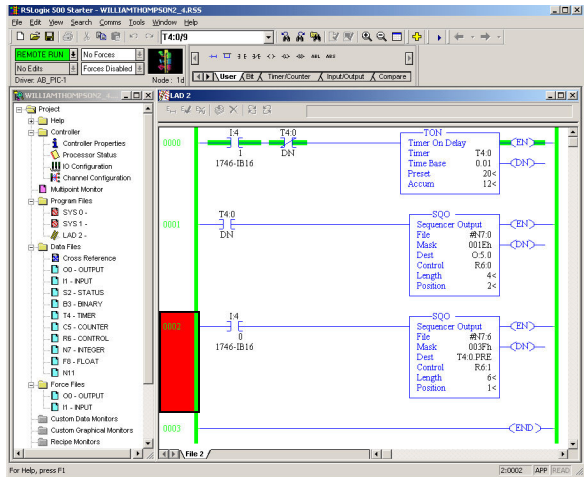 RSLogix 500 Starter - WILLIAMTHOMPSON2_4.RSS
File Edit View Search Comms Tools Window Help
T4:0/9
REMOTE RUN
No Forces
No Edits
Forces Disabled
Driver: AB_PIC-1
Node: 1d
ABL ABS
User
Bit
Timer/Counter
Input/Output
Compare
WILLIAMTHOMPSON2_4.RSS
Project
Help
Controller
Controller Properties
Processor Status
IO Configuration
Channel Configuration
Multipoint Monitor
Program Files
SYS 0 -
SYS 1 -
LAD 2 -
Data Files
Cross Reference
O0 - OUTPUT
I1 - INPUT
S2 - STATUS
B3 - BINARY
T4 - TIMER
C5 - COUNTER
R6 - CONTROL
N7 - INTEGER
F8 - FLOAT
N11
Force Files
O0 - OUTPUT
I1 - INPUT
Custom Data Monitors
Custom Graphical Monitors
Recipe Monitors
LAD 2
0000
I:4
1
1746-IB16
T4:0
DN
TON
Timer On Delay
Timer T4:0
Time Base 0.01
Preset 20<
Accum 12<
EN
DN
0001
T4:0
DN
SQO
Sequencer Output
File #N7:0
Mask 001Eh
Dest O:5.0
Control R6:0
Length 4<
Position 2<
EN
DN
0002
I:4
0
1746-IB16
SQO
Sequencer Output
File #N7:6
Mask 003Fh
Dest T4:0.PRE
Control R6:1
Length 6<
Position 1<
EN
DN
0003
END
File 2
For Help, press F1
2:0002
APP
READ